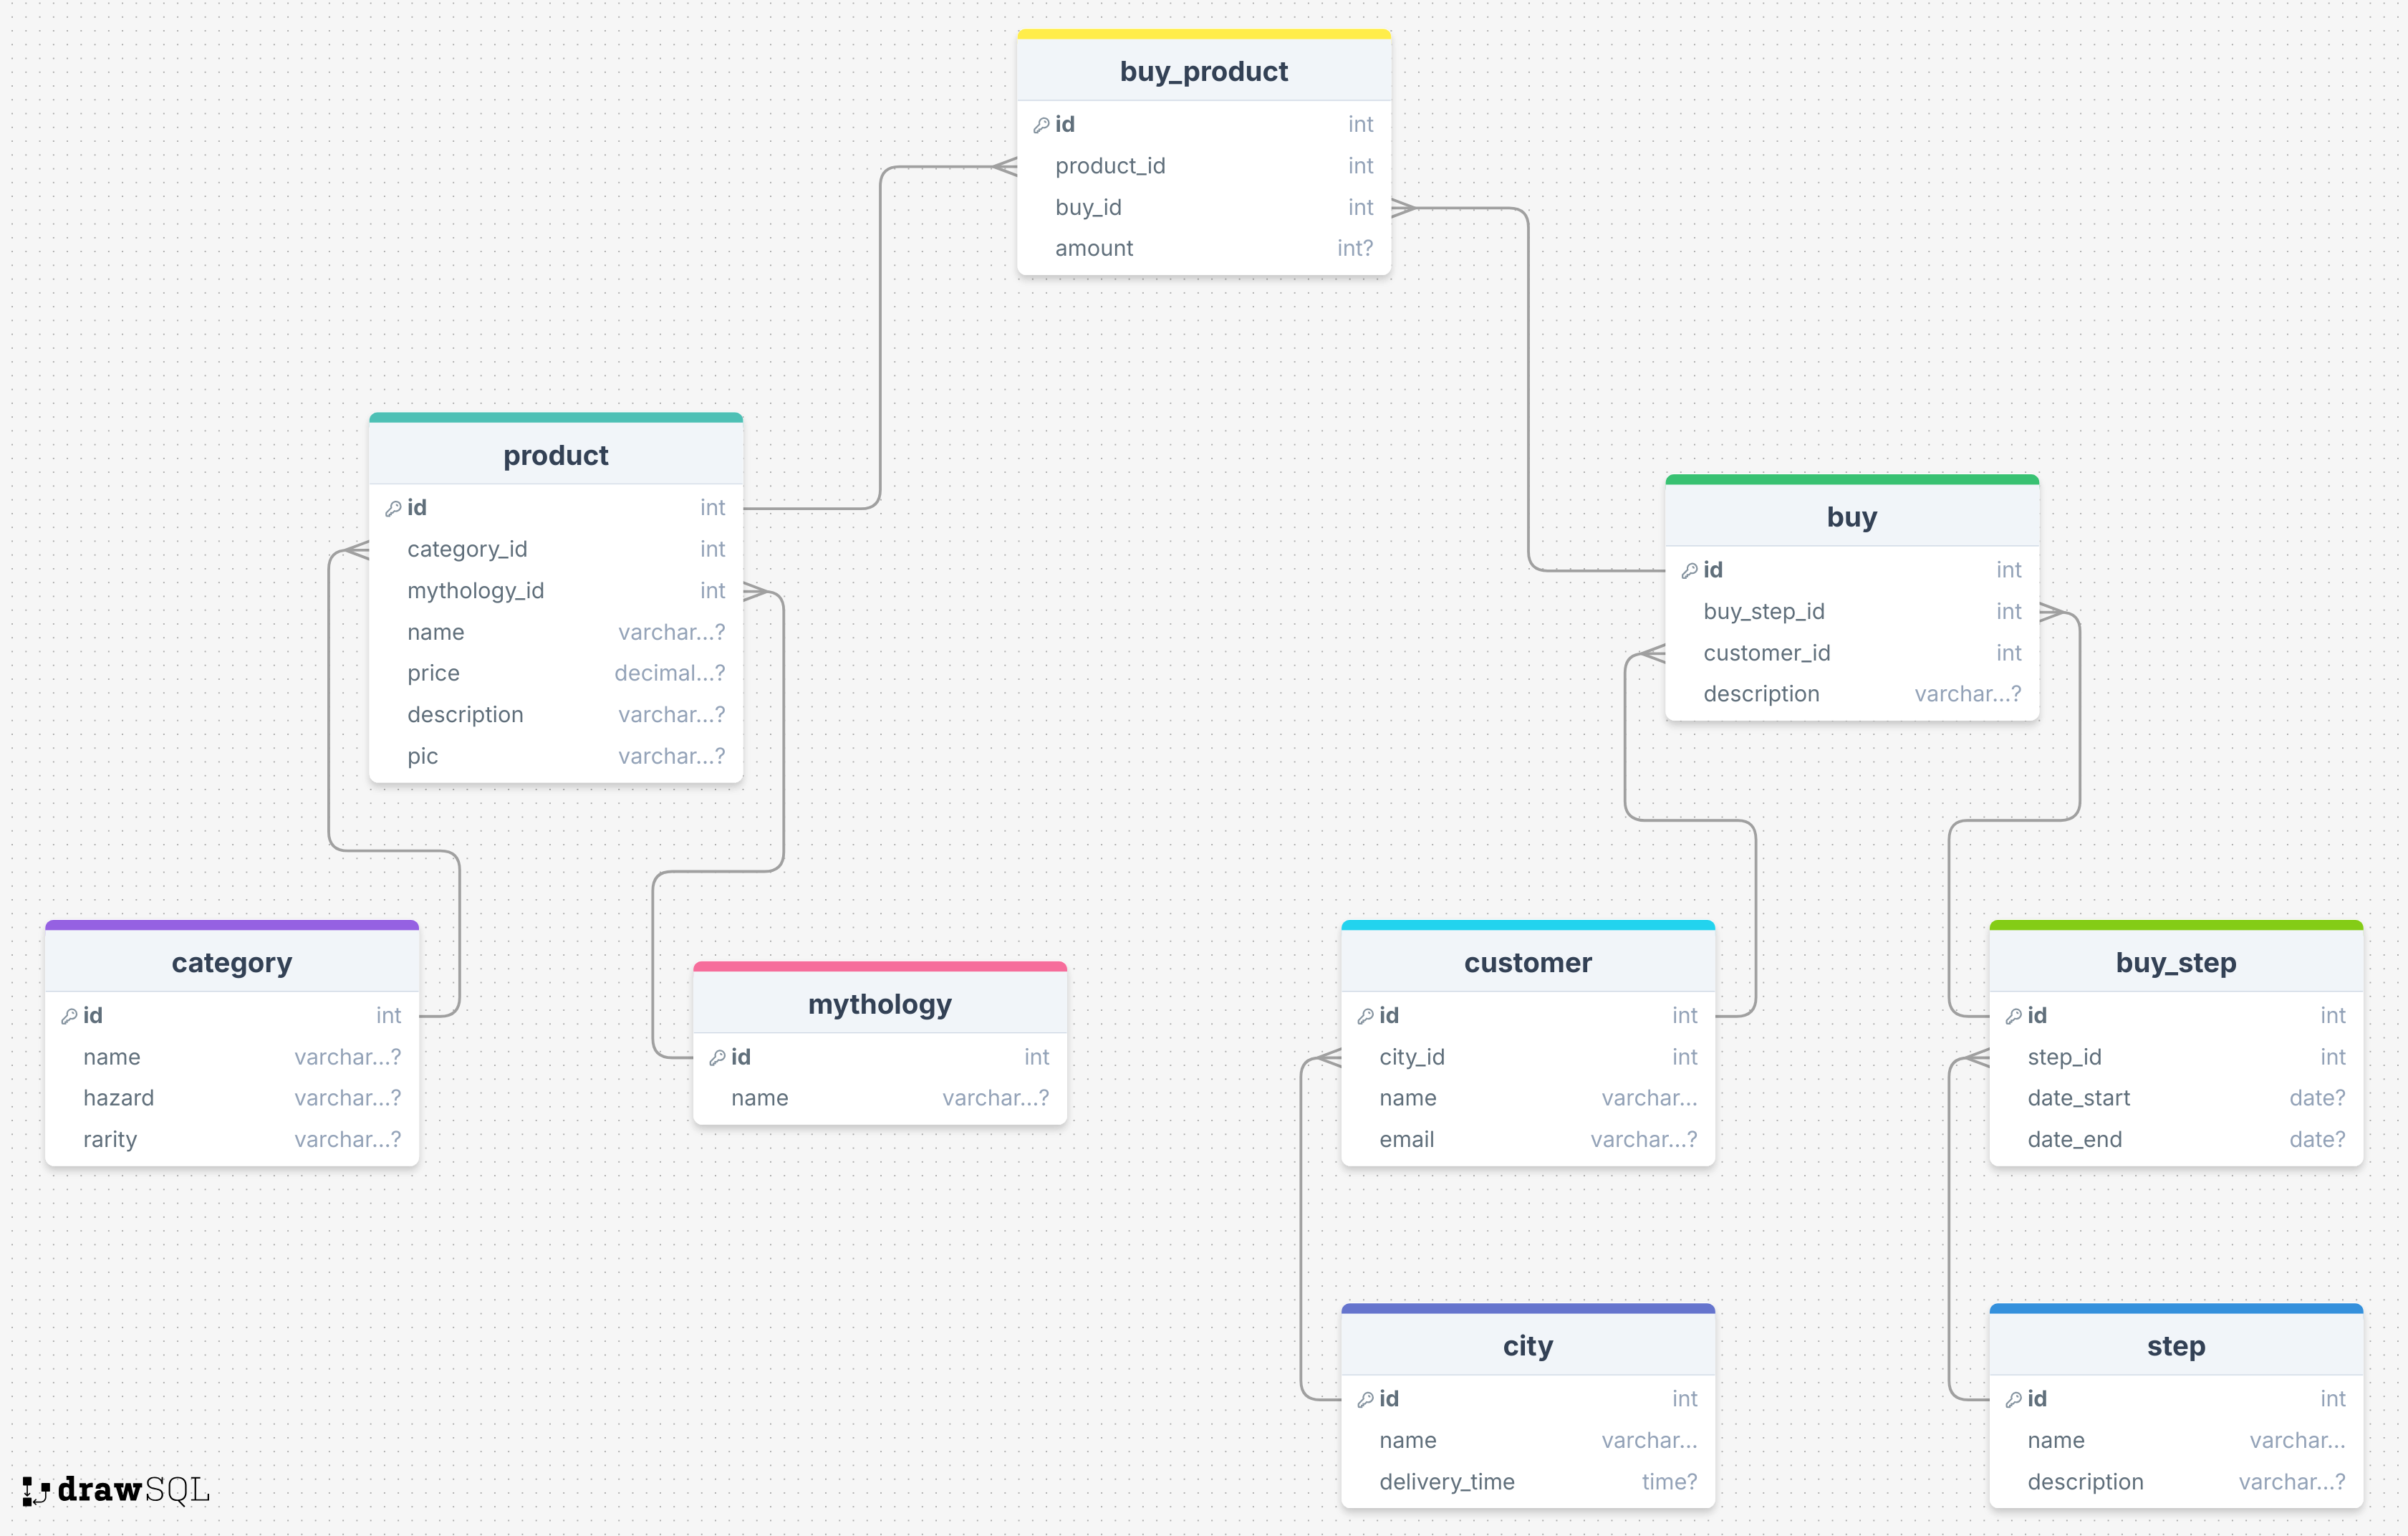 buy_product
id int
product_id int
buy_id int
amount int?
product
id int
category_id int
mythology_id int
name varchar...?
price decimal...?
description varchar...?
pic varchar...?
buy
id int
buy_step_id int
customer_id int
description varchar...?
category
id int
name varchar...?
hazard varchar...?
rarity varchar...?
mythology
id int
name varchar...?
customer
id int
city_id int
name varchar...
email varchar...?
buy_step
id int
step_id int
date_start date?
date_end date?
city
id int
name varchar...
delivery_time time?
step
id int
name varchar...
description varchar...?
drawSQL